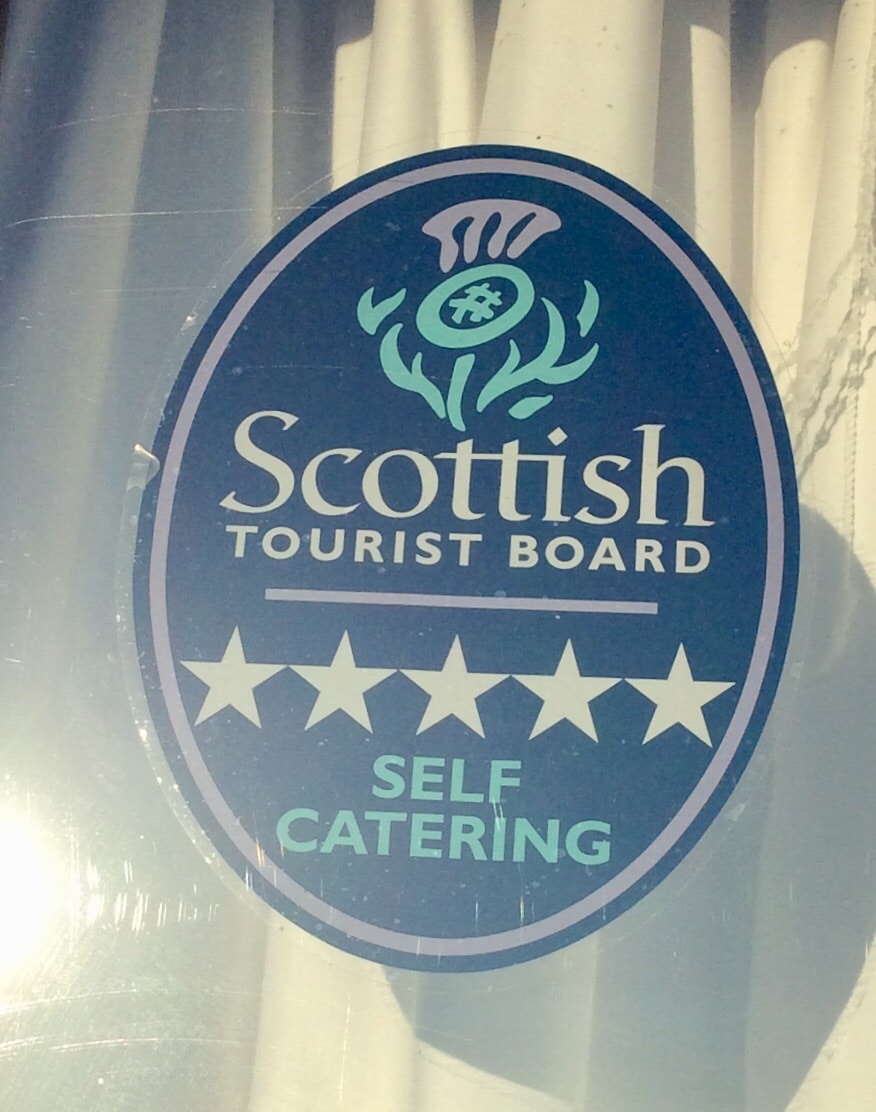 Scottish
TOURIST BOARD
SELF
CATERING